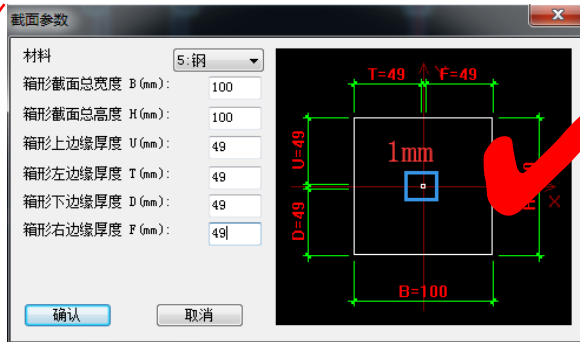 截面参数
材料 5:钢
箱形截面总宽度 B(mm): 100
箱形截面总高度 H(mm): 100
箱形上边缘厚度 U(mm): 49
箱形左边缘厚度 T(mm): 49
箱形下边缘厚度 D(mm): 49
箱形右边缘厚度 F(mm): 49
确认 取消
T=49 Y F=49
U=49
1mm
D=49
X
B=100